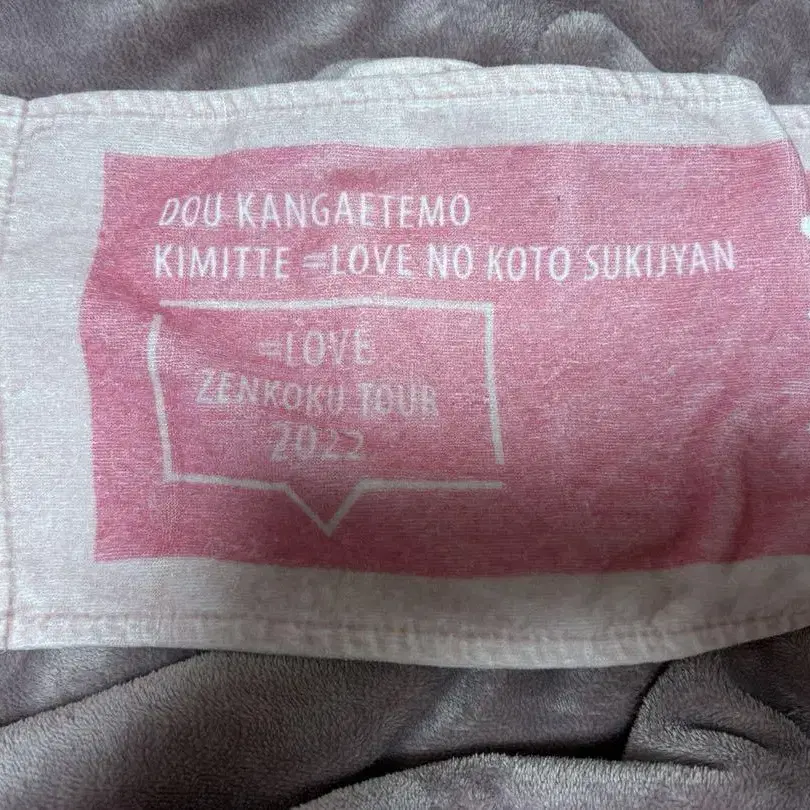 DOU KANGAETEMO
KIMITTE =LOVE NO KOTO SUKIJYAN
=LOVE
ZENKOKU TOUR
2022